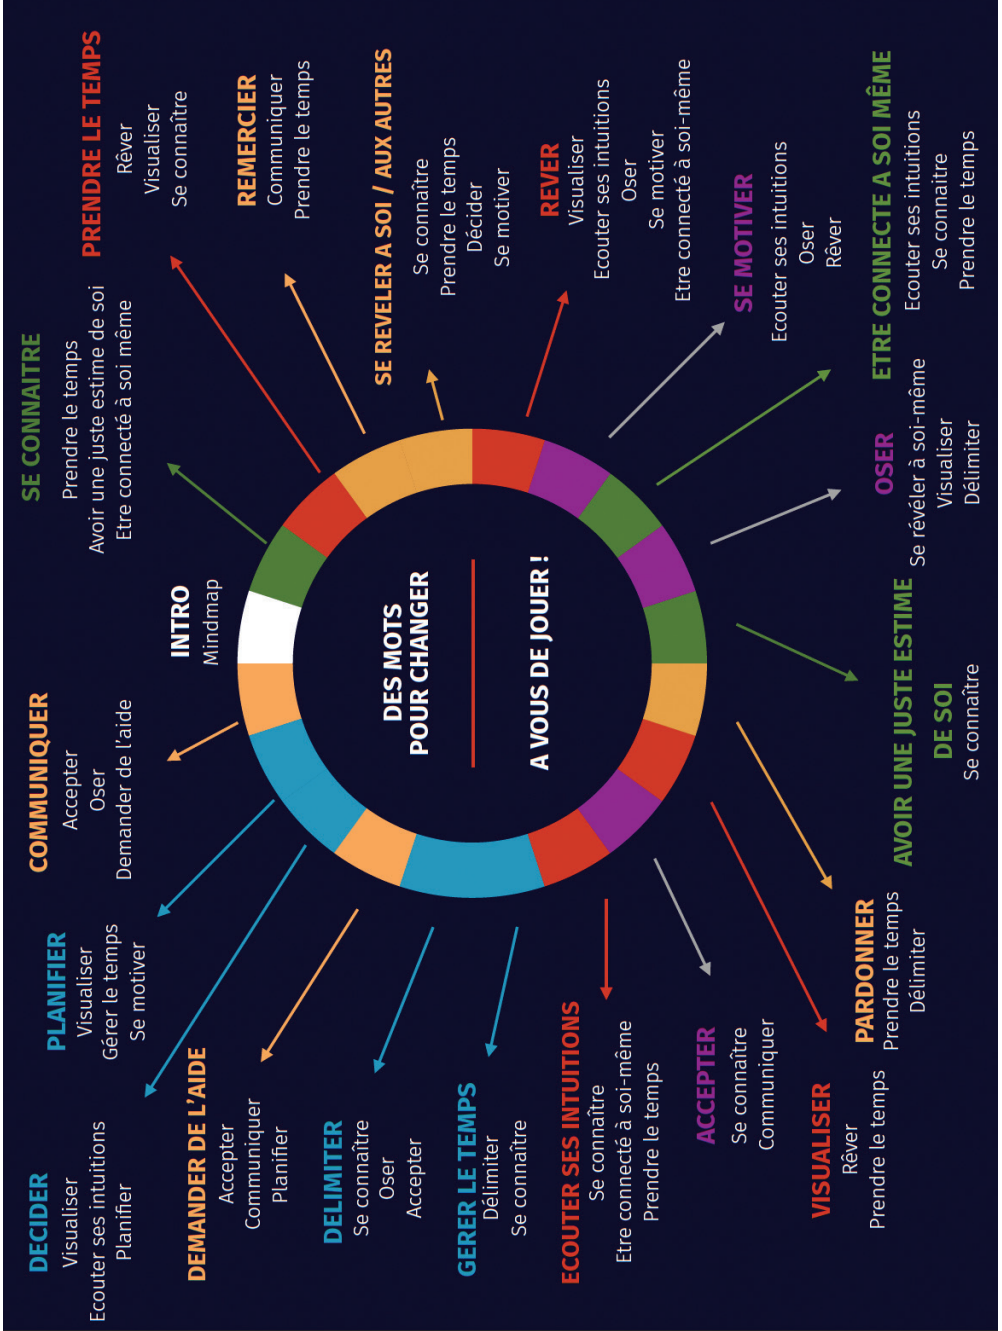 DES MOTS
POUR CHANGER
A VOUS DE JOUER !
INTRO
Mindmap
SE CONNAITRE
Prendre le temps
Avoir une juste estime de soi
Etre connecté à soi même
PRENDRE LE TEMPS
Rêver
Visualiser
Se connaître
REMERCIER
Communiquer
Prendre le temps
SE REVELER A SOI / AUX AUTRES
Se connaître
Prendre le temps
Décider
Se motiver
REVER
Visualiser
Ecouter ses intuitions
Oser
Se motiver
Etre connecté à soi-même
SE MOTIVER
Ecouter ses intuitions
Oser
Rêver
ETRE CONNECTE A SOI MÊME
Ecouter ses intuitions
Se connaitre
Prendre le temps
OSER
Se révéler à soi-même
Visualiser
Délimiter
AVOIR UNE JUSTE ESTIME
DE SOI
Se connaître
PARDONNER
Prendre le temps
Délimiter
VISUALISER
Rêver
Prendre le temps
ACCEPTER
Se connaître
Communiquer
ECOUTER SES INTUITIONS
Se connaître
Etre connecté à soi-même
Prendre le temps
GERER LE TEMPS
Délimiter
Se connaître
DELIMITER
Se connaître
Oser
Accepter
DEMANDER DE L'AIDE
Accepter
Communiquer
Planifier
DECIDER
Visualiser
Ecouter ses intuitions
Planifier
PLANIFIER
Visualiser
Gérer le temps
Se motiver
COMMUNIQUER
Accepter
Oser
Demander de l'aide